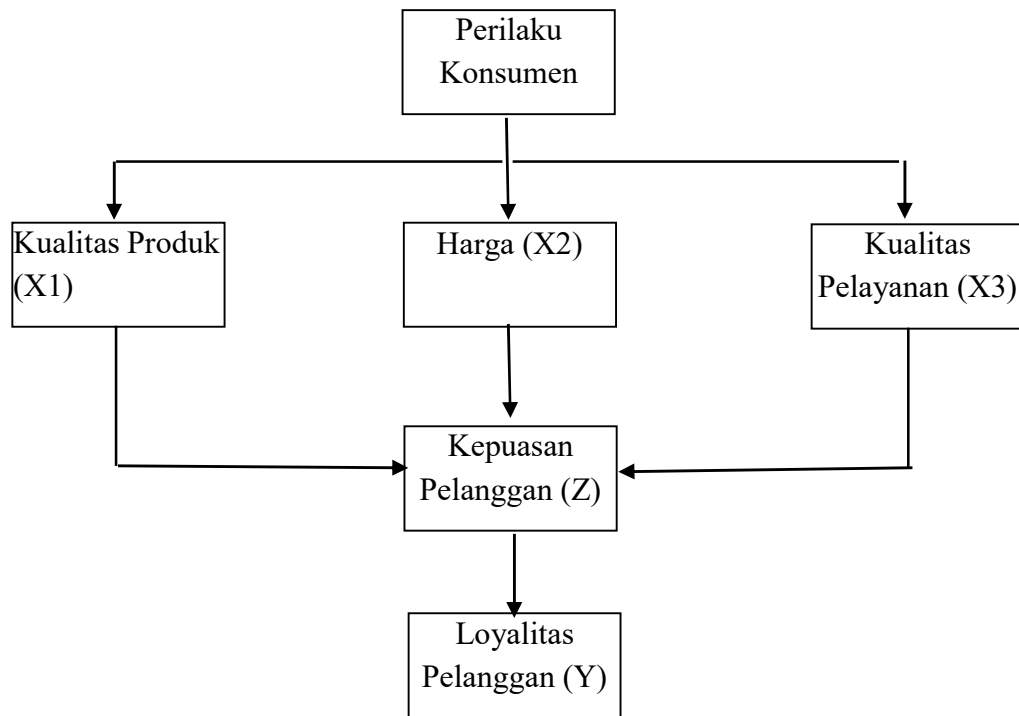 Perilaku
Konsumen
Kualitas Produk
(X1)
Harga (X2)
Kualitas
Pelayanan (X3)
Kepuasan
Pelanggan (Z)
Loyalitas
Pelanggan (Y)